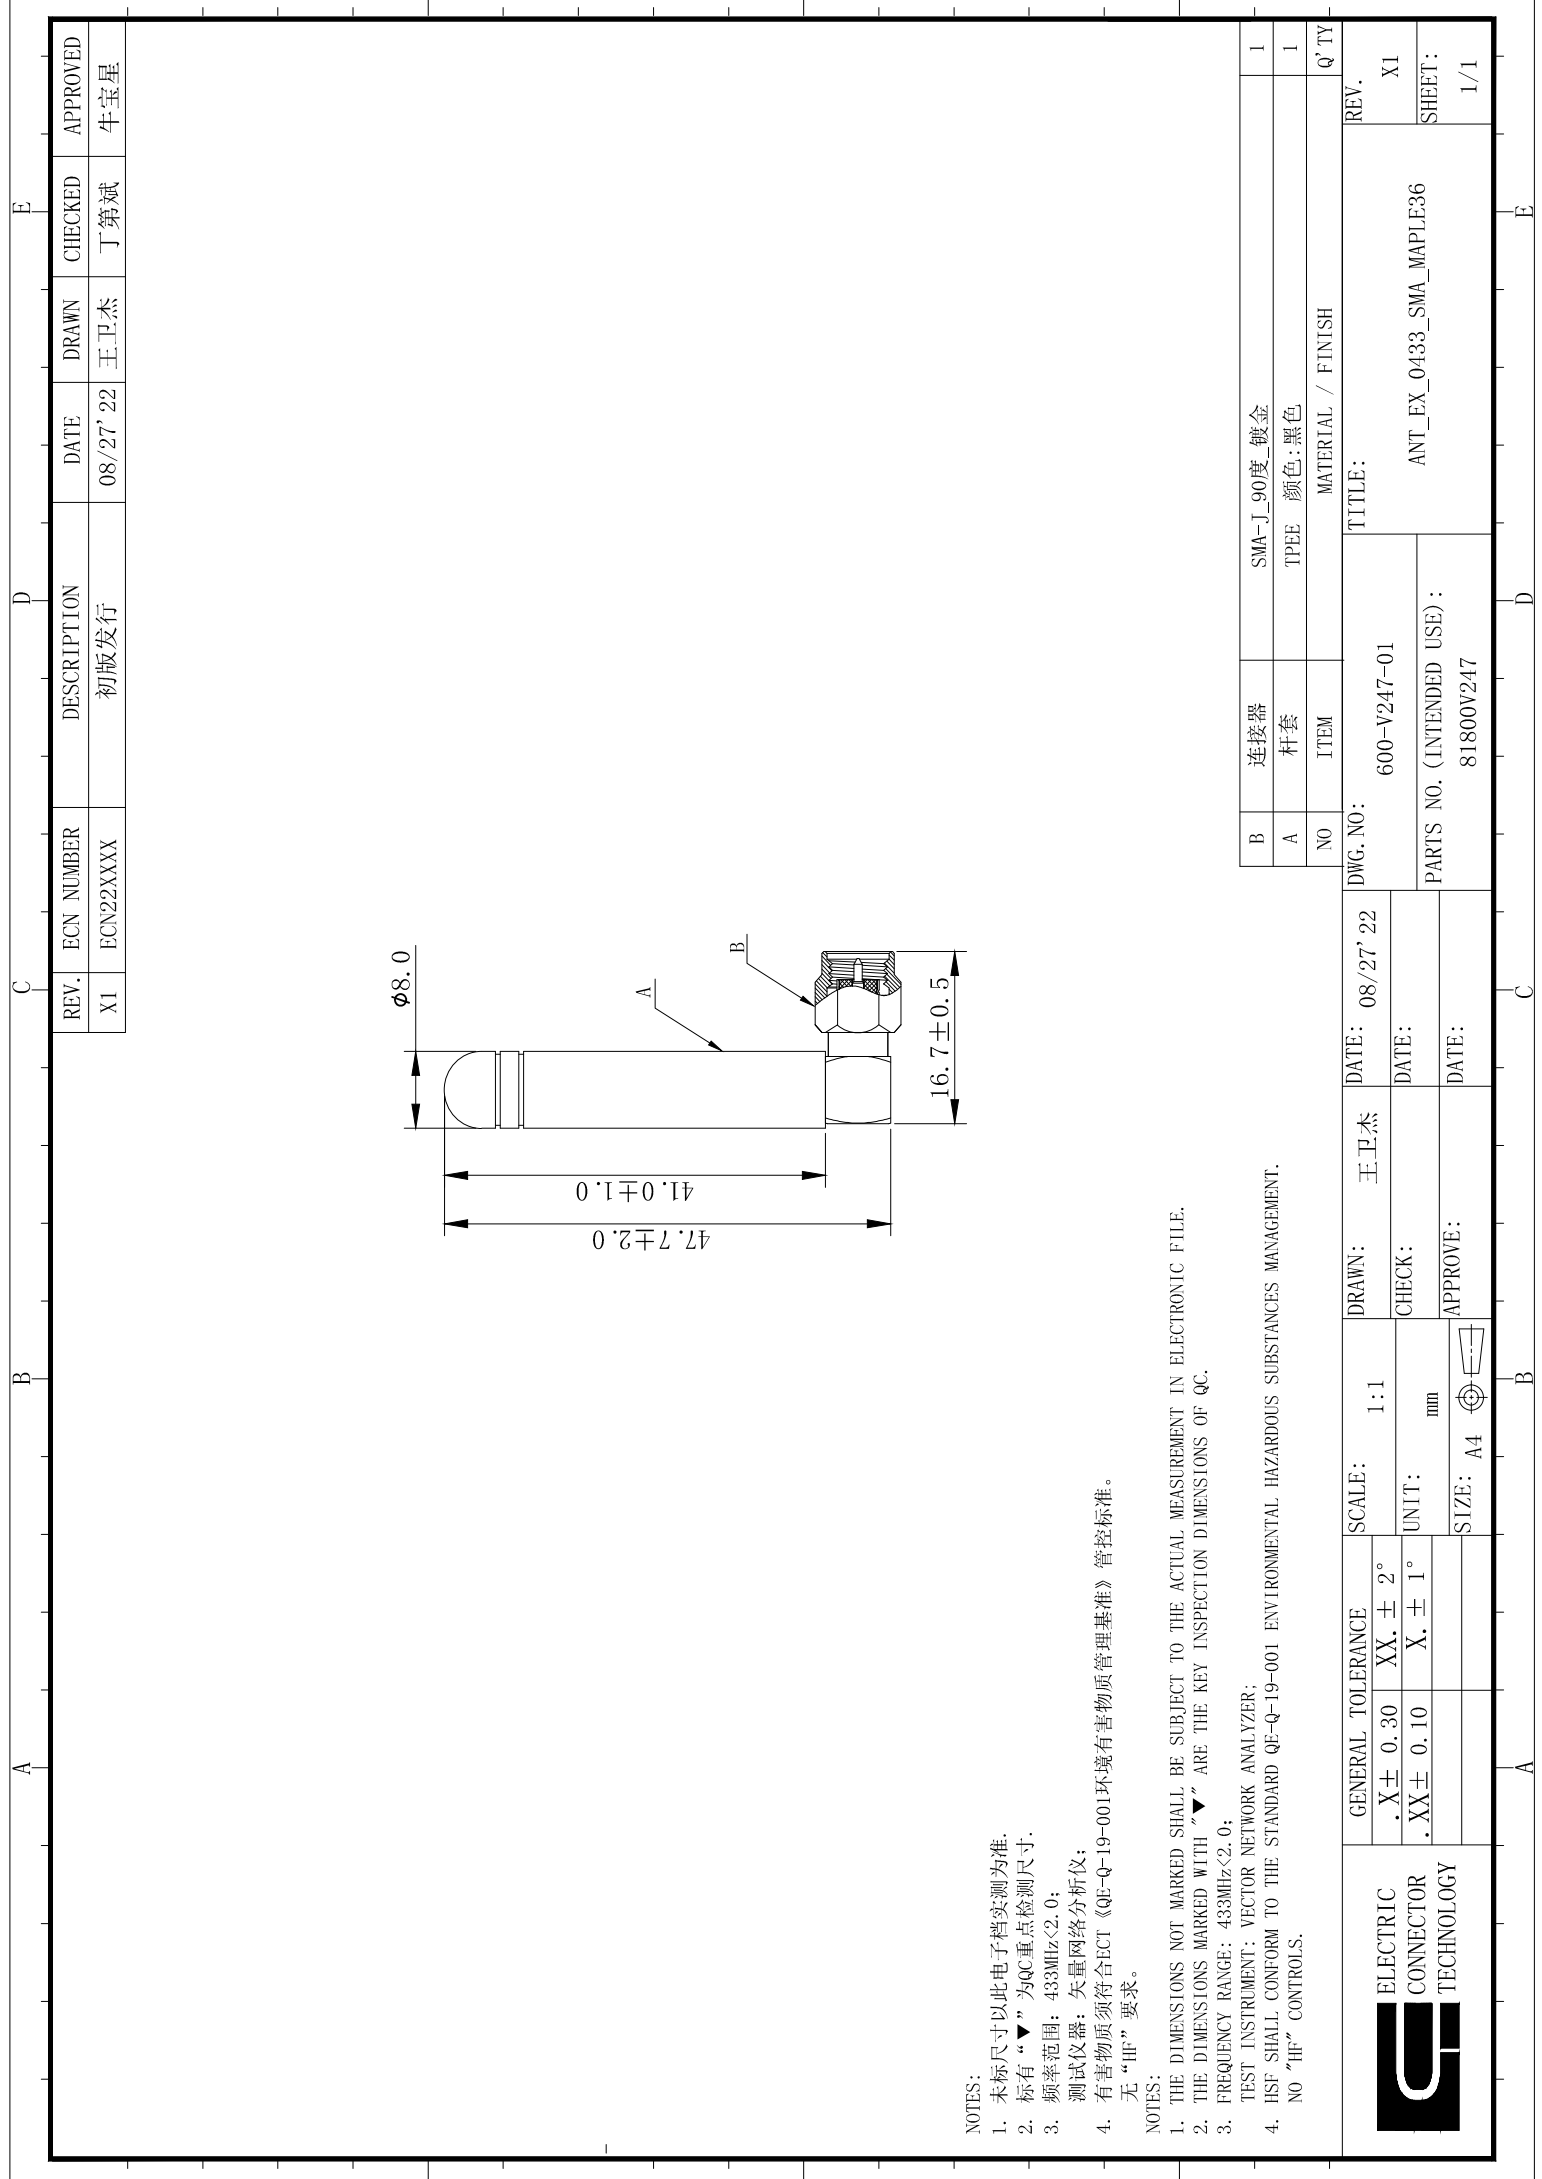 A
B
C
D
E
REV.
ECN NUMBER
DESCRIPTION
DATE
DRAWN
CHECKED
APPROVED
X1
ECN22XXXX
初版发行
08/27'22
王卫杰
丁第斌
牛宝星
φ8.0
A
B
41.0±1.0
47.7±2.0
16.7±0.5
NOTES:
1. 未标尺寸以此电子档实测为准.
2. 标有“▼”为QC重点检测尺寸.
3. 频率范围: 433MHz<2.0;
测试仪器: 矢量网络分析仪;
4. 有害物质须符合ECT《QE-Q-19-001环境有害物质管理基准》管控标准。
无“HF”要求。
NOTES:
1. THE DIMENSIONS NOT MARKED SHALL BE SUBJECT TO THE ACTUAL MEASUREMENT IN ELECTRONIC FILE.
2. THE DIMENSIONS MARKED WITH "▼" ARE THE KEY INSPECTION DIMENSIONS OF QC.
3. FREQUENCY RANGE: 433MHz<2.0;
TEST INSTRUMENT: VECTOR NETWORK ANALYZER;
4. HSF SHALL CONFORM TO THE STANDARD QE-Q-19-001 ENVIRONMENTAL HAZARDOUS SUBSTANCES MANAGEMENT.
NO "HF" CONTROLS.
B 连接器 SMA-J_90度_镀金 1
A 杆套 TPEE 颜色:黑色 1
NO ITEM MATERIAL / FINISH Q'TY
ELECTRIC
CONNECTOR
TECHNOLOGY
GENERAL TOLERANCE
.X± 0.30 XX. ± 2°
.XX± 0.10 X. ± 1°
SCALE:
1:1
UNIT:
mm
SIZE: A4
DRAWN: 王卫杰
DATE: 08/27'22
CHECK:
DATE:
APPROVE:
DATE:
DWG.NO:
600-V247-01
PARTS NO.(INTENDED USE):
81800V247
TITLE:
ANT_EX_0433_SMA_MAPLE36
REV.
X1
SHEET:
1/1
A
B
C
D
E